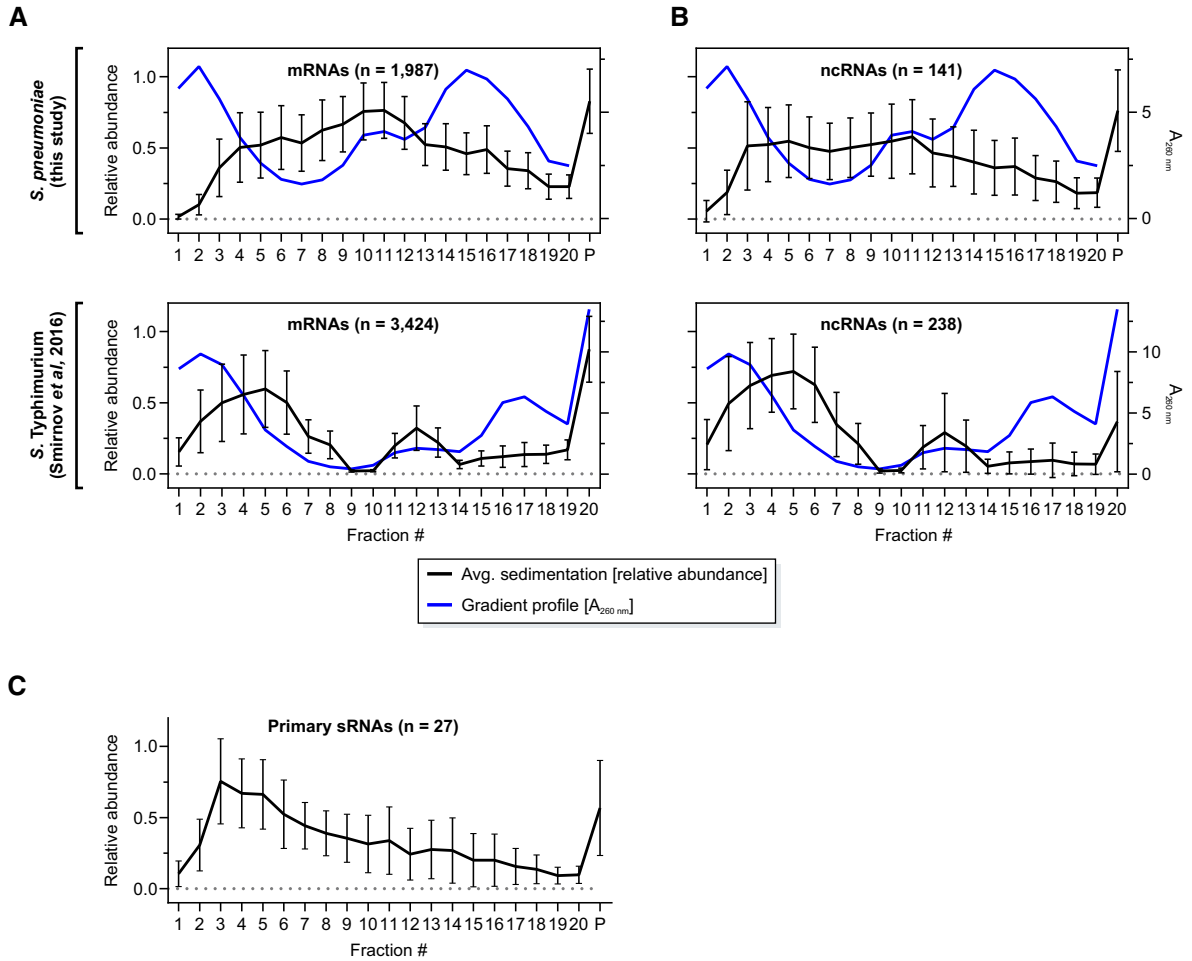 A
B
S. pneumoniae
(this study)
Relative abundance
mRNAs (n = 1,987)
1.0
0.5
0.0
1 2 3 4 5 6 7 8 9 10 11 12 13 14 15 16 17 18 19 20 P
ncRNAs (n = 141)
5
0
A260 nm
1 2 3 4 5 6 7 8 9 10 11 12 13 14 15 16 17 18 19 20 P
S. Typhimurium
(Smirnov et al, 2016)
Relative abundance
mRNAs (n = 3,424)
1.0
0.5
0.0
1 2 3 4 5 6 7 8 9 10 11 12 13 14 15 16 17 18 19 20
Fraction #
ncRNAs (n = 238)
10
5
0
A260 nm
1 2 3 4 5 6 7 8 9 10 11 12 13 14 15 16 17 18 19 20
Fraction #
Avg. sedimentation [relative abundance]
Gradient profile [A260 nm]
C
Primary sRNAs (n = 27)
Relative abundance
1.0
0.5
0.0
1 2 3 4 5 6 7 8 9 10 11 12 13 14 15 16 17 18 19 20 P
Fraction #